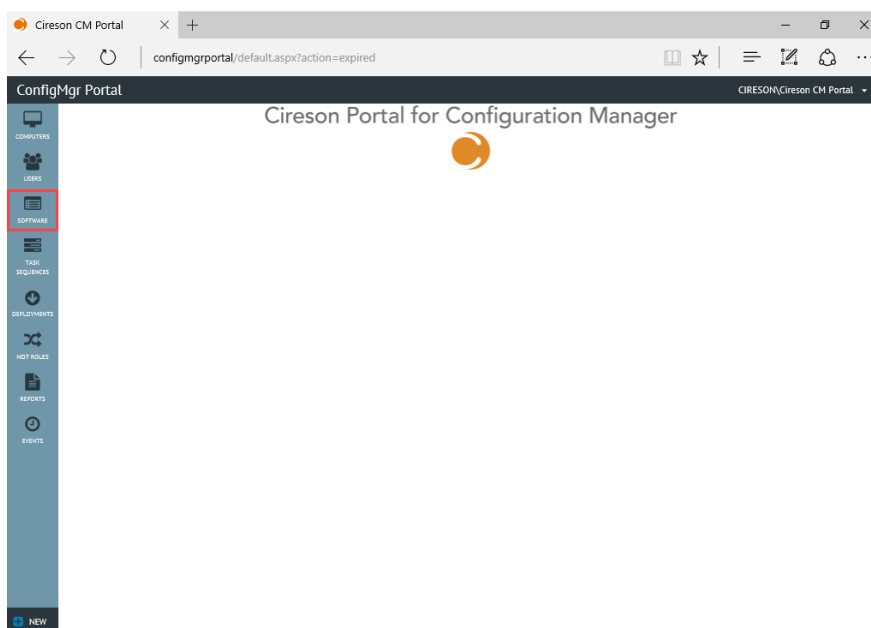 Cireson CM Portal
configmgrportal/default.aspx?action=expired
ConfigMgr Portal
CIRESON\Cireson CM Portal
Cireson Portal for Configuration Manager
COMPUTERS
USERS
SOFTWARE
TASK
SEQUENCES
DEPLOYMENTS
MDT ROLES
REPORTS
EVENTS
NEW